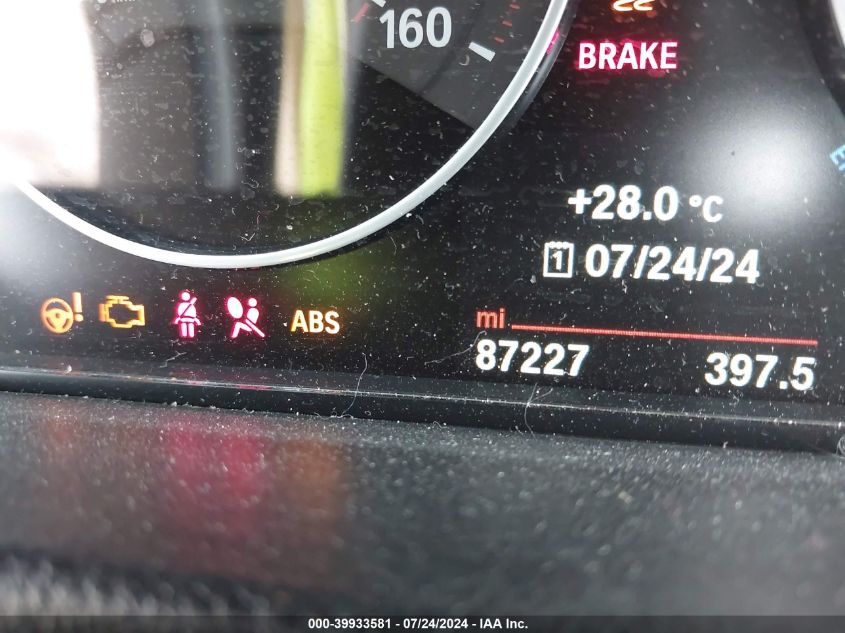 160
BRAKE
+28.0 °C
1 07/24/24
ABS
mi
87227 397.5
000-39933581 - 07/24/2024 - IAA Inc.